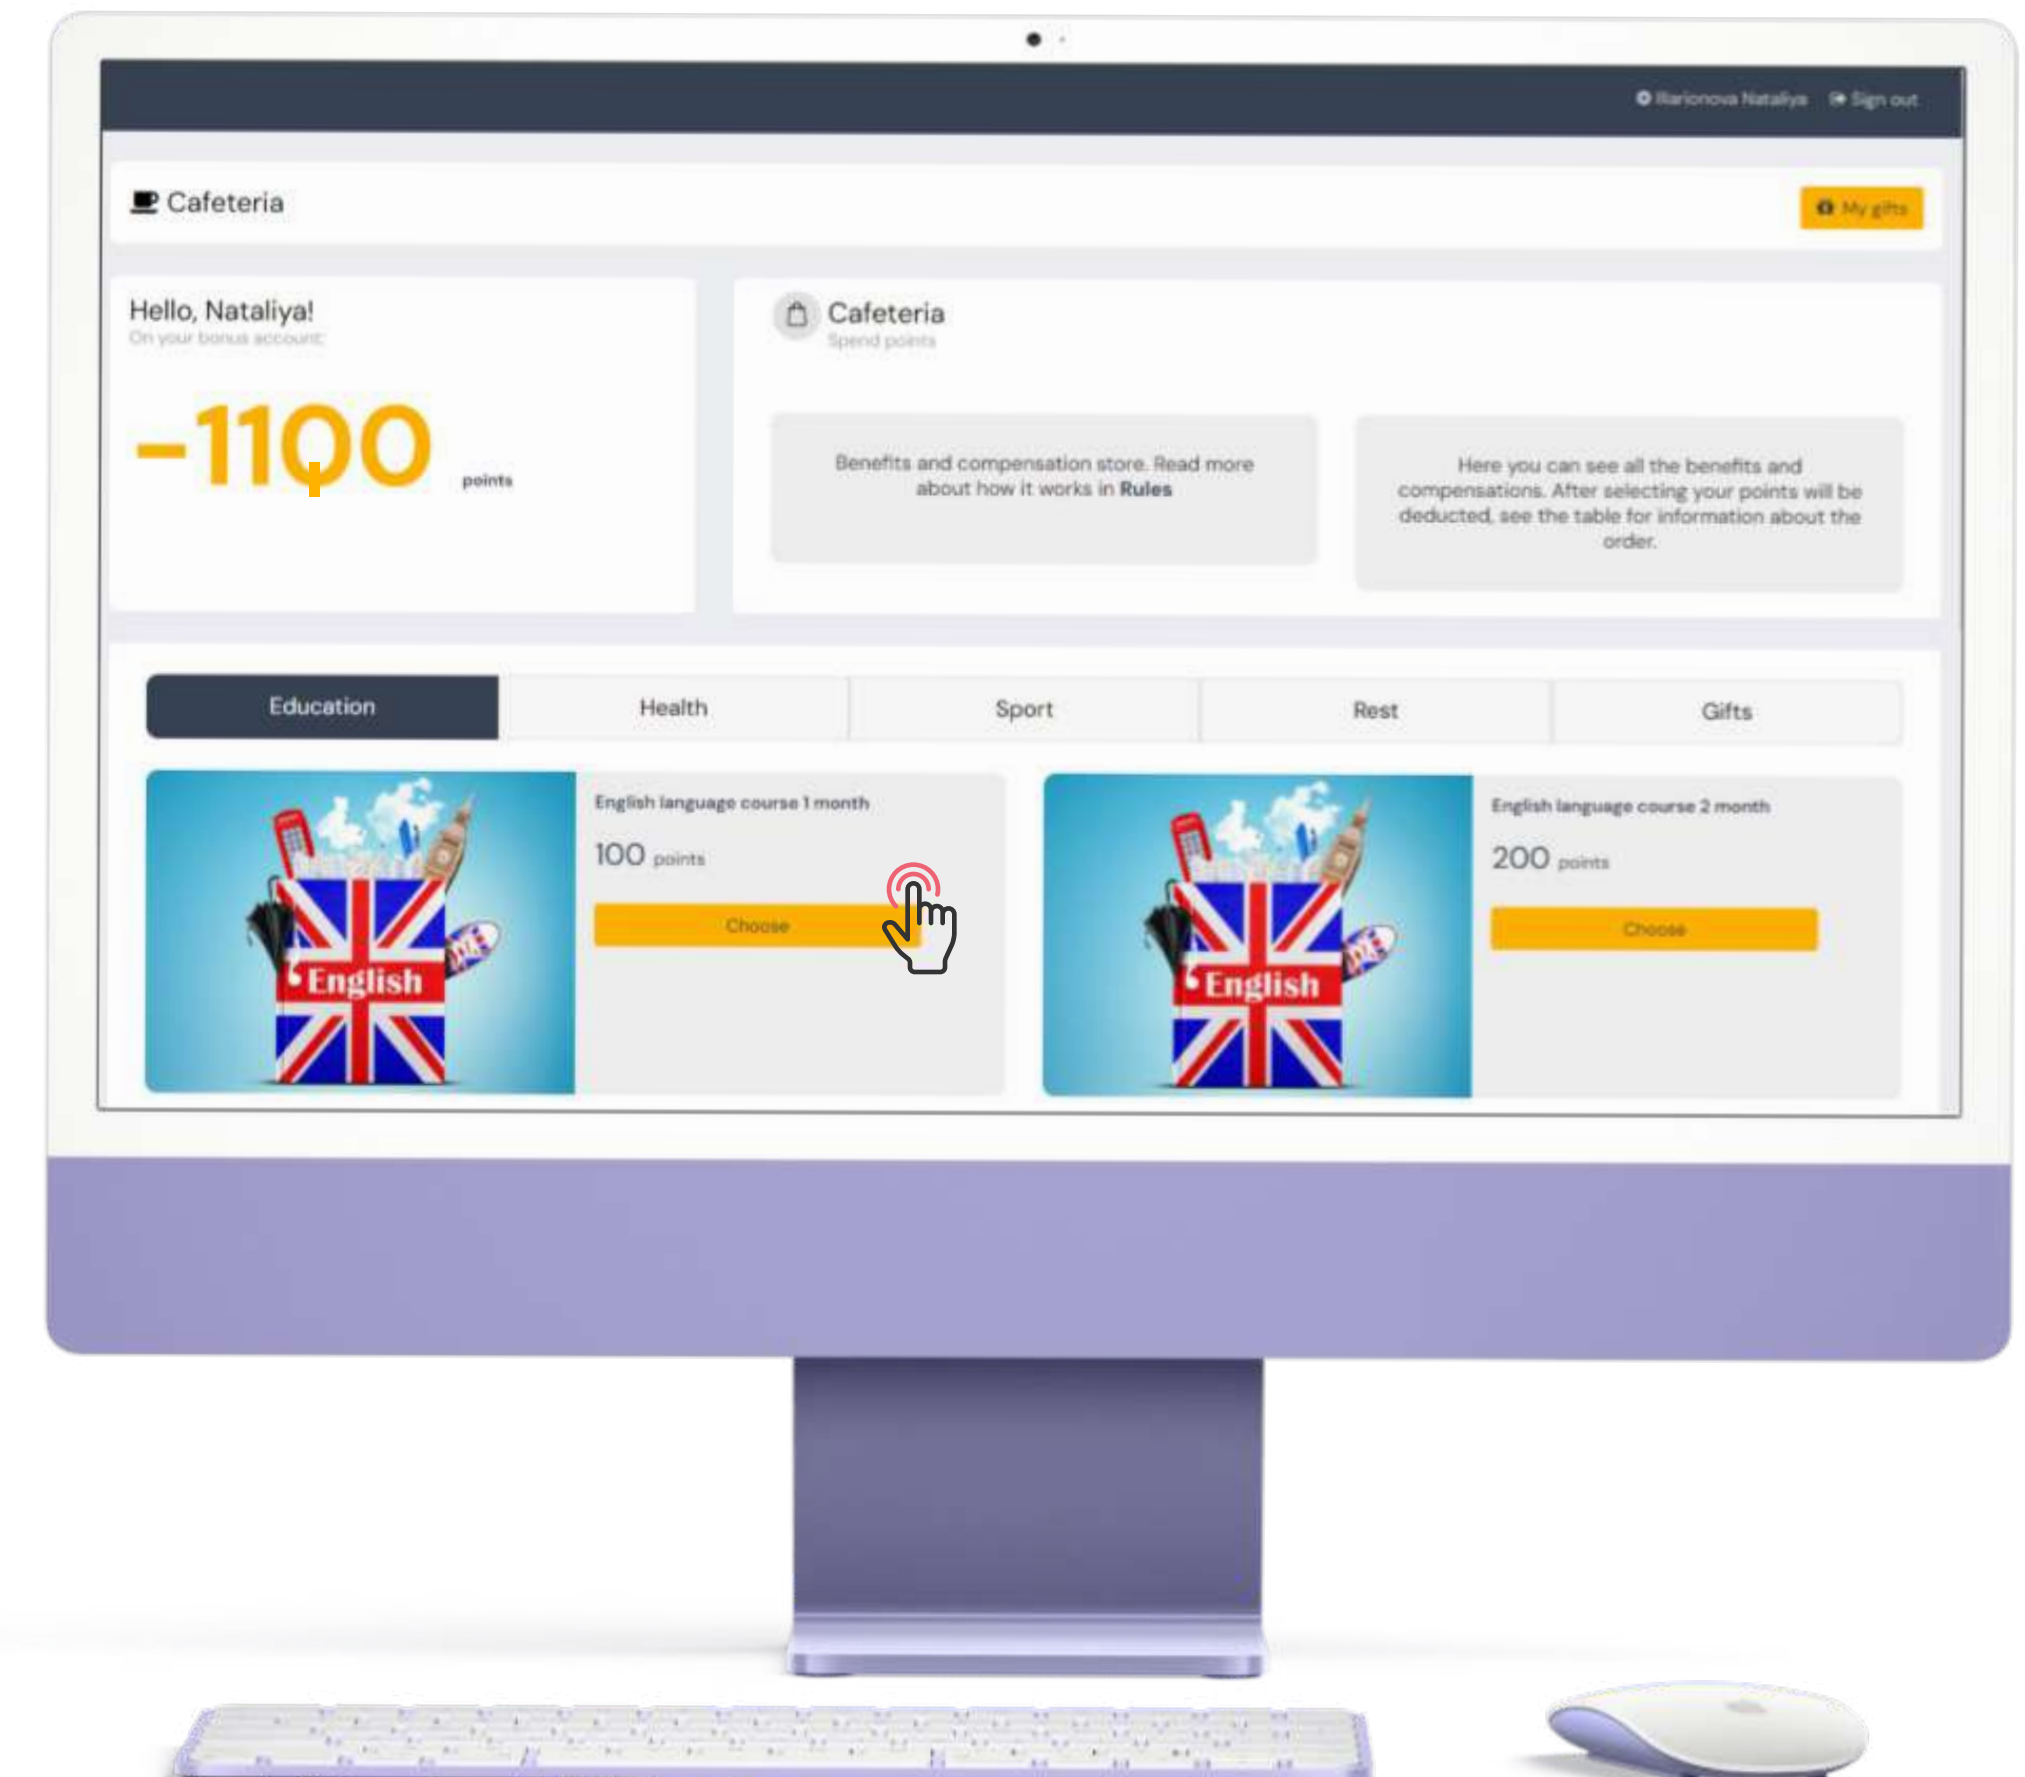 Illarionova Nataliya Sign out
Cafeteria
My gifts
Hello, Nataliya!
On your bonus account:
-1100 points
Cafeteria
Spend points
Benefits and compensation store. Read more
about how it works in Rules
Here you can see all the benefits and
compensations. After selecting your points will be
deducted, see the table for information about the
order.
Education Health Sport Rest Gifts
English
English language course 1 month
100 points
Choose
English
English language course 2 month
200 points
Choose